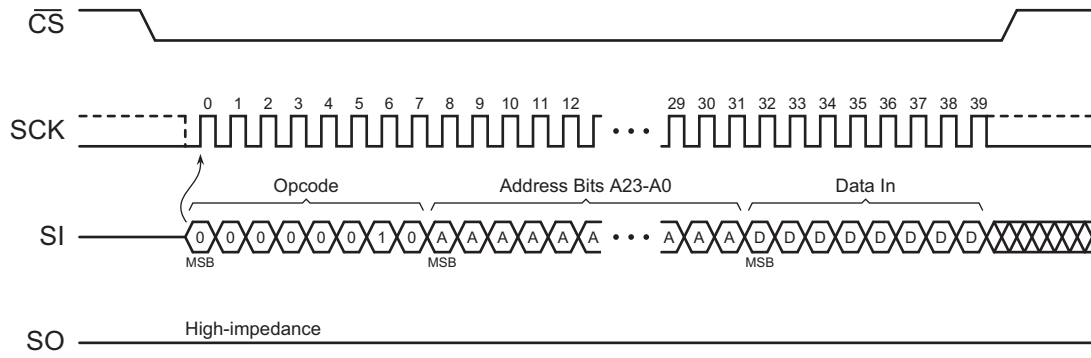 CS
0 1 2 3 4 5 6 7 8 9 10 11 12 29 30 31 32 33 34 35 36 37 38 39
SCK
Opcode Address Bits A23-A0 Data In
SI 0 0 0 0 0 0 1 0 A A A A A A A A A D D D D D D D D
MSB MSB MSB
High-impedance
SO